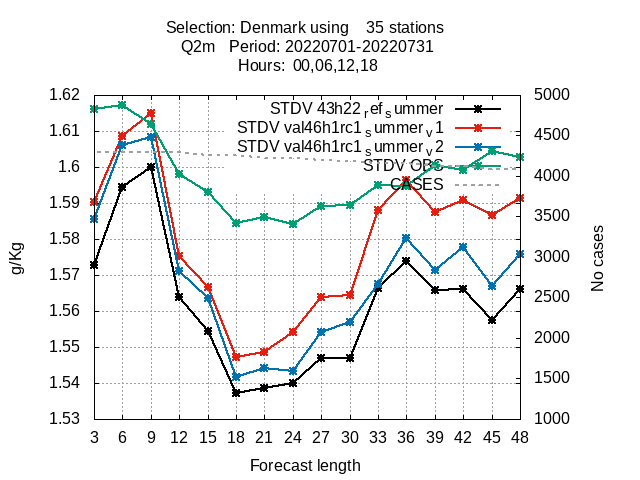 Selection: Denmark using    35 stations
Q2m   Period: 20220701-20220731
Hours:  00,06,12,18
STDV 43h22_ref_summer
STDV val46h1rc1_summer_v1
STDV val46h1rc1_summer_v2
STDV OBS
CASES
1.62
1.61
1.6
1.59
1.58
1.57
1.56
1.55
1.54
1.53
5000
4500
4000
3500
3000
2500
2000
1500
1000
g/Kg
No cases
3 6 9 12 15 18 21 24 27 30 33 36 39 42 45 48
Forecast length